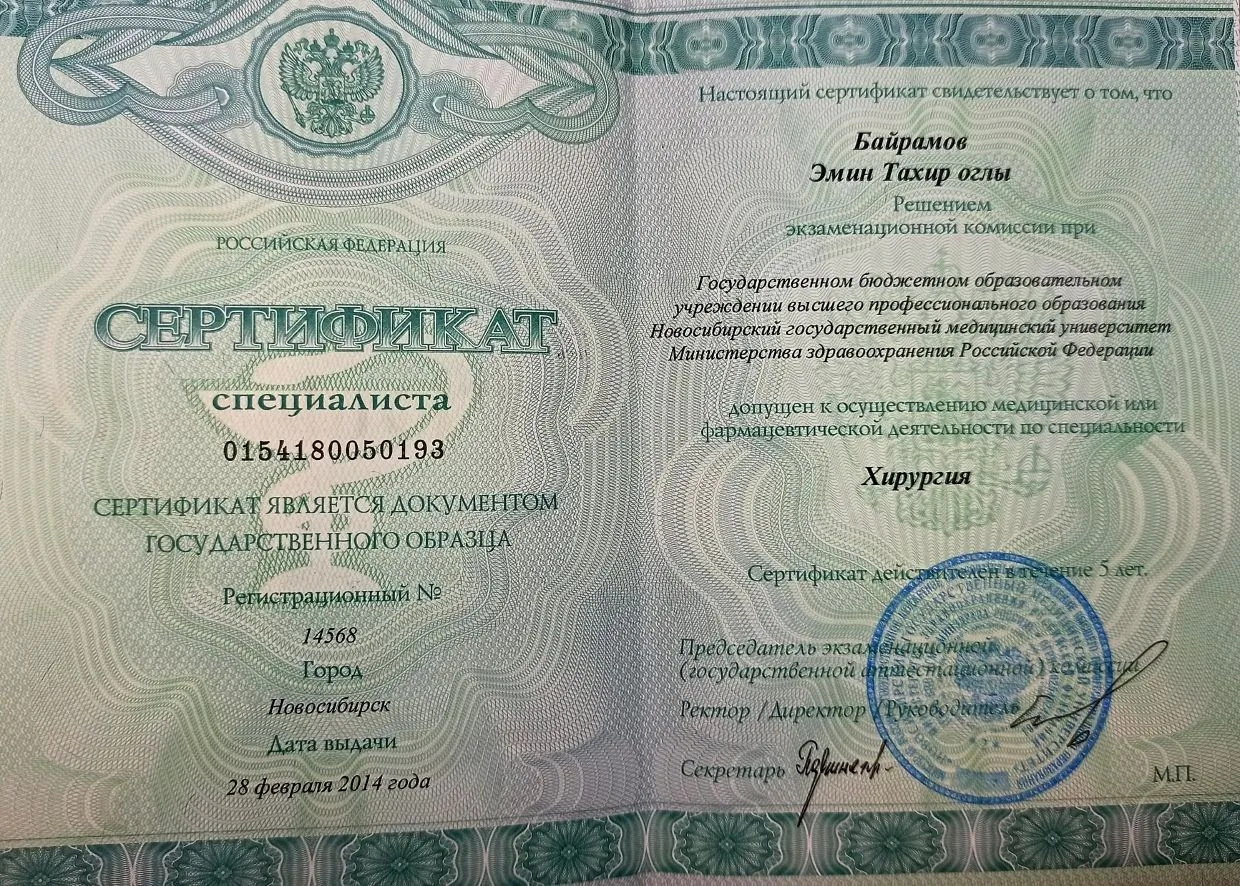 РОССИЙСКАЯ ФЕДЕРАЦИЯ
СЕРТИФИКАТ
специалиста
0154180050193
СЕРТИФИКАТ ЯВЛЯЕТСЯ ДОКУМЕНТОМ
ГОСУДАРСТВЕННОГО ОБРАЗЦА
Регистрационный №
14568
Город
Новосибирск
Дата выдачи
28 февраля 2014 года
Настоящий сертификат свидетельствует о том, что
Байрамов
Эмин Тахир оглы
Решением
экзаменационной комиссии при
Государственном бюджетном образовательном
учреждении высшего профессионального образования
Новосибирский государственный медицинский университет
Министерства здравоохранения Российской Федерации
допущен к осуществлению медицинской или
фармацевтической деятельности по специальности
Хирургия
Сертификат действителен в течение 5 лет.
Председатель экзаменационной
(государственной аттестационной) комиссии
Ректор /Директор /Руководитель
Секретарь
М.П.